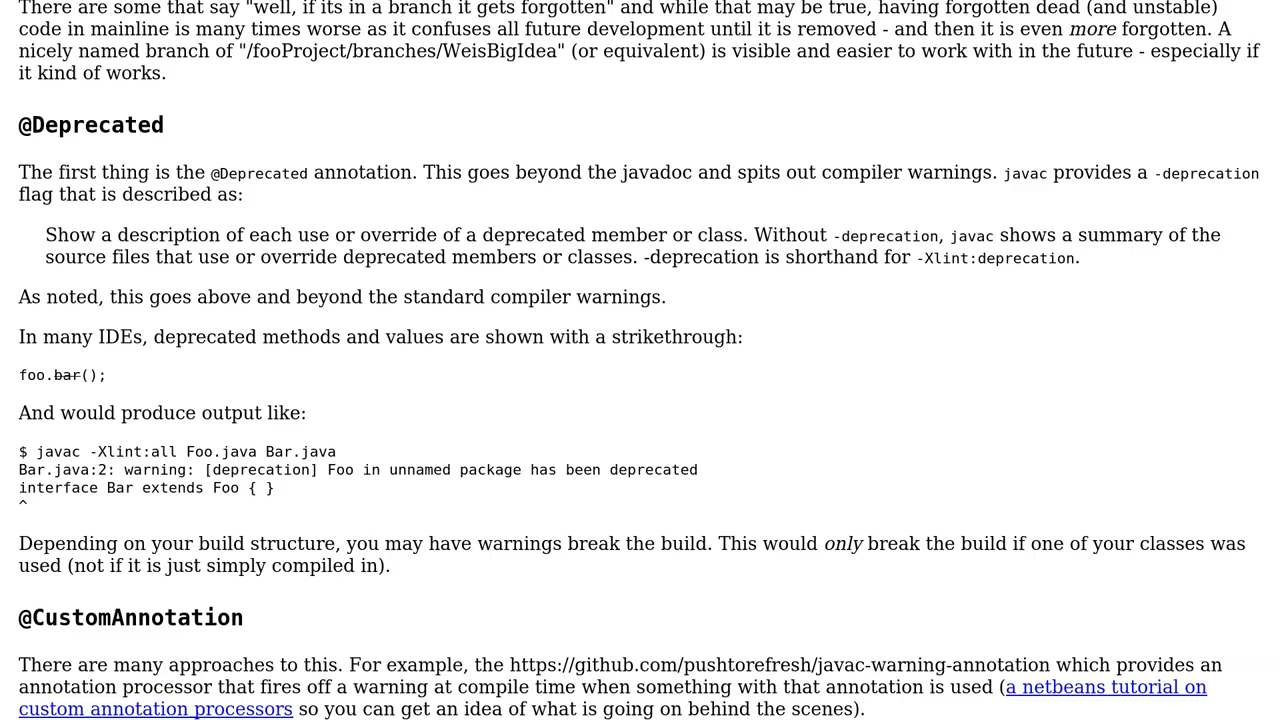 There are some that say "well, if its in a branch it gets forgotten" and while that may be true, having forgotten dead (and unstable)
code in mainline is many times worse as it confuses all future development until it is removed - and then it is even more forgotten. A
nicely named branch of "/fooProject/branches/WeisBigIdea" (or equivalent) is visible and easier to work with in the future - especially if
it kind of works.
@Deprecated
The first thing is the @Deprecated annotation. This goes beyond the javadoc and spits out compiler warnings. javac provides a -deprecation
flag that is described as:
Show a description of each use or override of a deprecated member or class. Without -deprecation, javac shows a summary of the
source files that use or override deprecated members or classes. -deprecation is shorthand for -Xlint:deprecation.
As noted, this goes above and beyond the standard compiler warnings.
In many IDEs, deprecated methods and values are shown with a strikethrough:
foo.bar();
And would produce output like:
$ javac -Xlint:all Foo.java Bar.java
Bar.java:2: warning: [deprecation] Foo in unnamed package has been deprecated
interface Bar extends Foo { }
^
Depending on your build structure, you may have warnings break the build. This would only break the build if one of your classes was
used (not if it is just simply compiled in).
@CustomAnnotation
There are many approaches to this. For example, the https://github.com/pushtorefresh/javac-warning-annotation which provides an
annotation processor that fires off a warning at compile time when something with that annotation is used (a netbeans tutorial on
custom annotation processors so you can get an idea of what is going on behind the scenes).